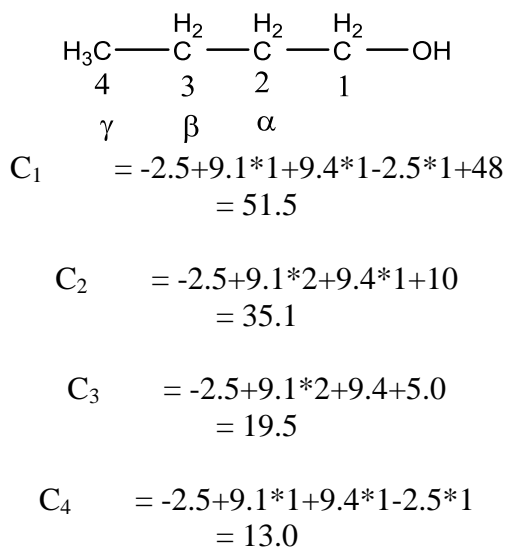 H₂ H₂ H₂
H₃C—C—C—C—OH
4 3 2 1
γ β α
C₁ = -2.5+9.1*1+9.4*1-2.5*1+48
= 51.5
C₂ = -2.5+9.1*2+9.4*1+10
= 35.1
C₃ = -2.5+9.1*2+9.4+5.0
= 19.5
C₄ = -2.5+9.1*1+9.4*1-2.5*1
= 13.0